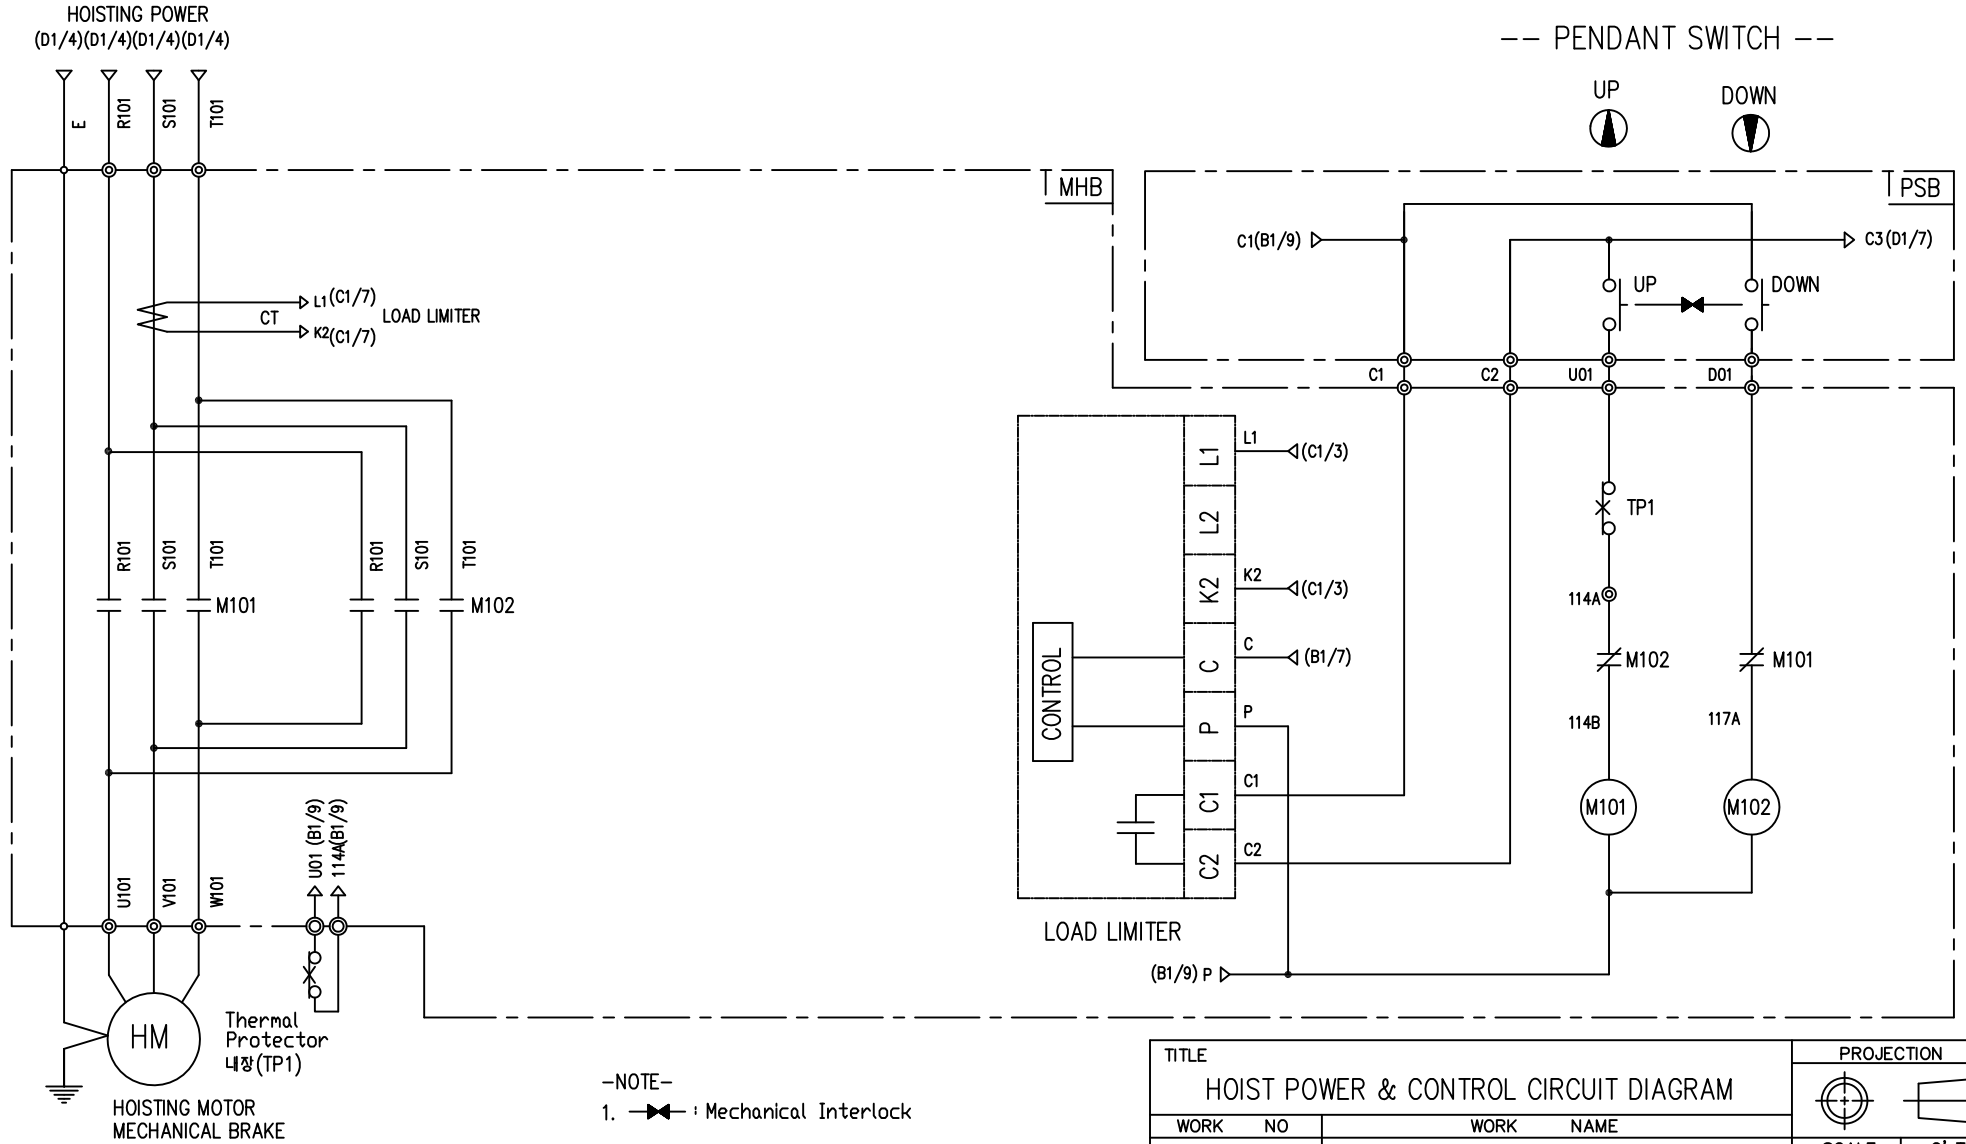 HOISTING POWER
(D1/4)(D1/4)(D1/4)(D1/4)
E
R101
S101
T101
-- PENDANT SWITCH --
UP
DOWN
MHB
PSB
C1(B1/9)
C3(D1/7)
UP
DOWN
CT
L1(C1/7)
K2(C1/7)
LOAD LIMITER
C1
C2
U01
D01
R101
S101
T101
M101
R101
S101
T101
M102
L1
L1
(C1/3)
L2
K2
K2
(C1/3)
CONTROL
C
C
(B1/7)
P
P
C1
C1
C2
C2
LOAD LIMITER
(B1/9) P
TP1
114A
M102
M101
114B
117A
M101
M102
U101
V101
W101
U01 (B1/9)
114A(B1/9)
HM
Thermal
Protector
내장(TP1)
HOISTING MOTOR
MECHANICAL BRAKE
-NOTE-
1. : Mechanical Interlock
TITLE
HOIST POWER & CONTROL CIRCUIT DIAGRAM
PROJECTION
WORK NO
WORK NAME